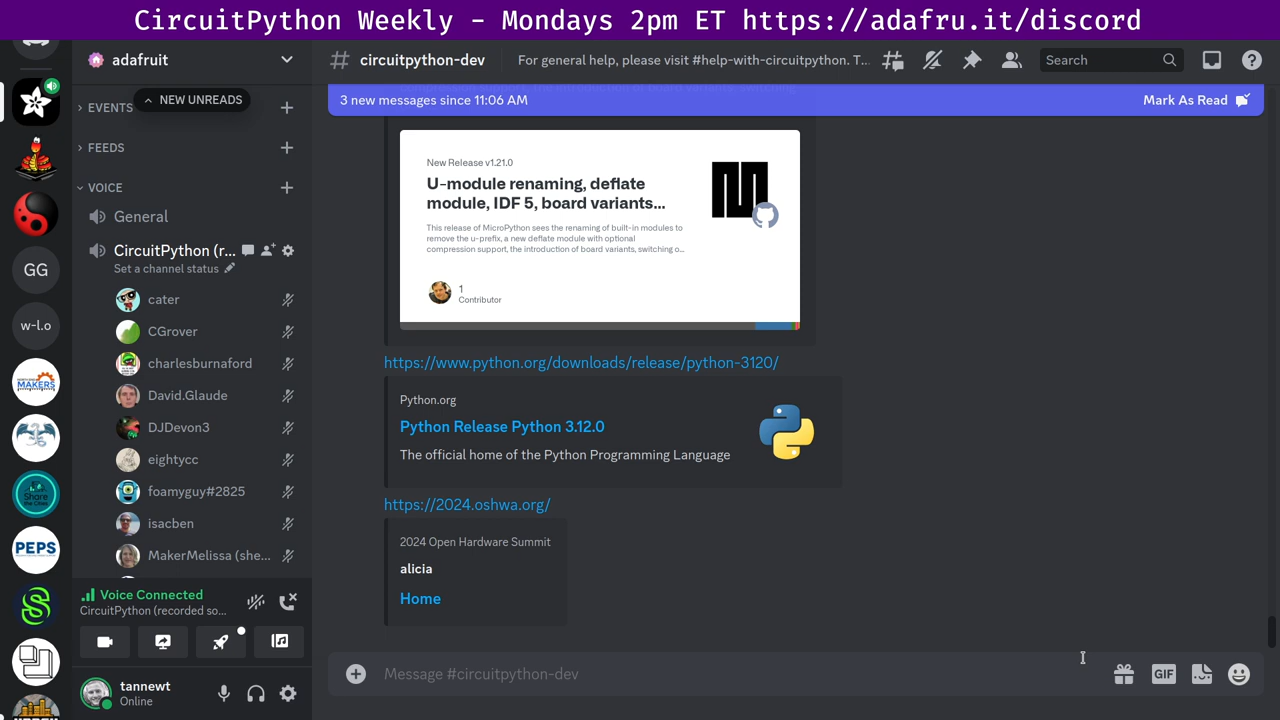 CircuitPython Weekly - Mondays 2pm ET https://adafru.it/discord
adafruit
circuitpython-dev
For general help, please visit #help-with-circuitpython. T...
Search
NEW UNREADS
3 new messages since 11:06 AM
Mark As Read
EVENTS
FEEDS
VOICE
General
CircuitPython (r...
Set a channel status
cater
CGrover
charlesburnaford
David.Glaude
DJDevon3
eightycc
foamyguy#2825
isacben
MakerMelissa (she...
GG
w-l.o
MAKERS
Share
PEPS
Voice Connected
CircuitPython (recorded so...
tannewt
Online
New Release v1.21.0
U-module renaming, deflate
module, IDF 5, board variants...
This release of MicroPython sees the renaming of built-in modules to
remove the u-prefix, a new deflate module with optional
compression support, the introduction of board variants, switching o...
1
Contributor
https://www.python.org/downloads/release/python-3120/
Python.org
Python Release Python 3.12.0
The official home of the Python Programming Language
https://2024.oshwa.org/
2024 Open Hardware Summit
alicia
Home
Message #circuitpython-dev
GIF